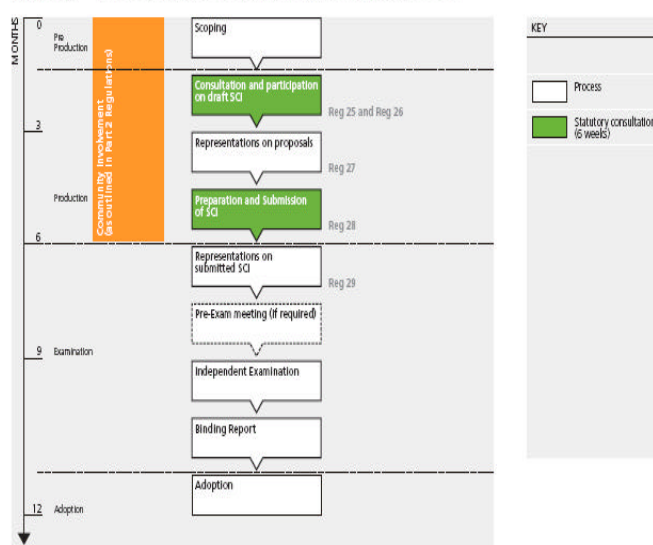 MONTHS
0
Pre
Production
3
Production
6
9
Examination
12
Adoption
Community Involvement
(as outlined in Part 2 Regulations)
Scoping
Consultation and participation
on draft SCI
Reg 25 and Reg 26
Representations on proposals
Reg 27
Preparation and Submission
of SCI
Reg 28
Representations on
submitted SCI
Reg 29
Pre-Exam meeting (if required)
Independent Examination
Binding Report
Adoption
KEY
Process
Statutory consultation
(6 weeks)